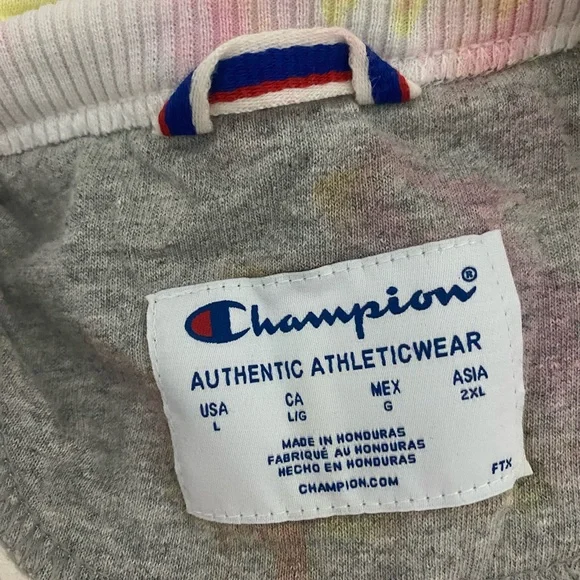 Champion®
AUTHENTIC ATHLETICWEAR
USA CA MEX ASIA
L L/G G 2XL
MADE IN HONDURAS
FABRIQUÉ AU HONDURAS
HECHO EN HONDURAS
CHAMPION.COM
FTX